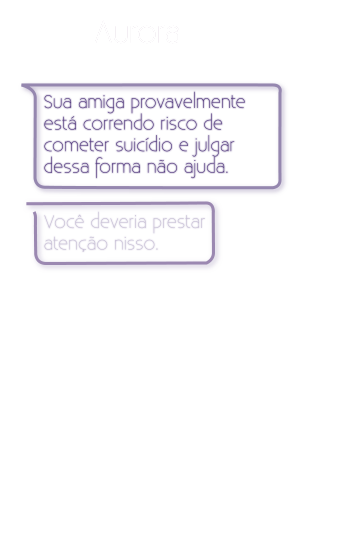 Aurora
Sua amiga provavelmente
está correndo risco de
cometer suicídio e julgar
dessa forma não ajuda.
Você deveria prestar
atenção nisso.